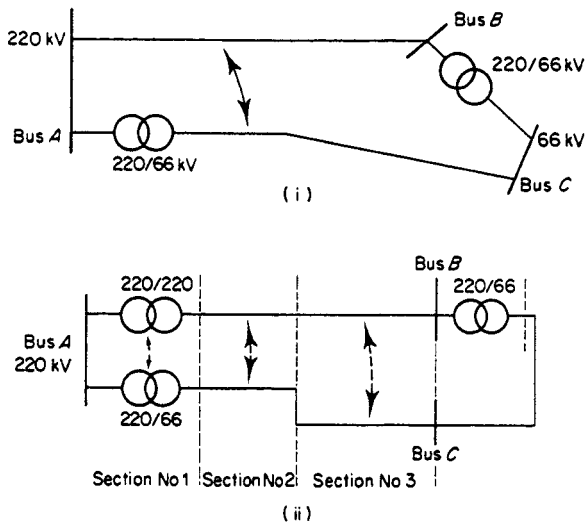 Bus B
220 kV
220/66 kV
Bus A
220/66 kV
66 kV
Bus C
(i)
Bus B
220/220
220/66
Bus A
220 kV
220/66
Bus C
Section No 1
Section No 2
Section No 3
(ii)